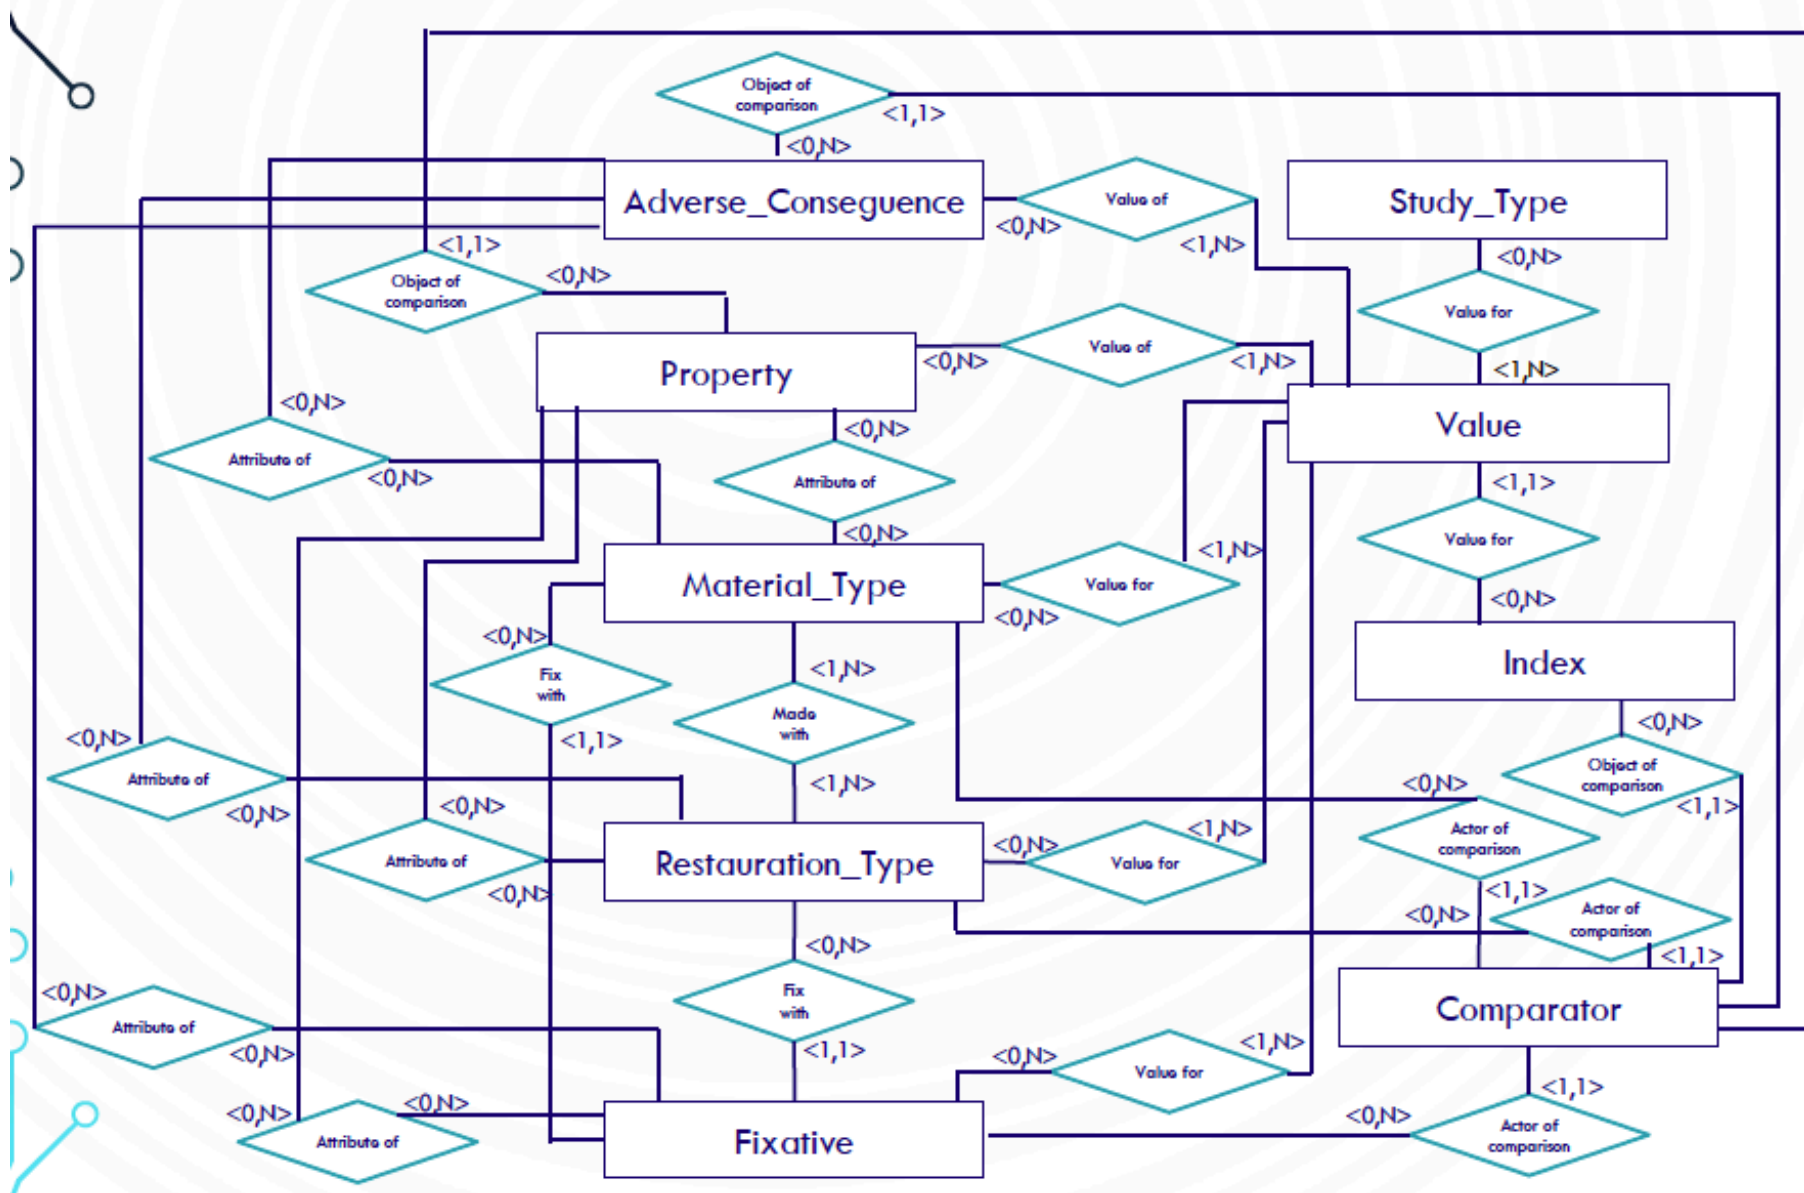 Object of
comparison
<1,1>
<0,N>
Adverse_Conseguence
<0,N>
Value of
<1,N>
Study_Type
<0,N>
Value for
<1,N>
<1,1>
Object of
comparison
<0,N>
Property
<0,N>
Value of
<1,N>
Value
<0,N>
Attribute of
<0,N>
<0,N>
Attribute of
<0,N>
<1,1>
Value for
<0,N>
Material_Type
<0,N>
Value for
<1,N>
Index
<0,N>
Fix
with
<1,1>
<1,N>
Made
with
<1,N>
<0,N>
Object of
comparison
<1,1>
<0,N>
Attribute of
<0,N>
<0,N>
Attribute of
<0,N>
Restauration_Type
<0,N>
Value for
<1,N>
<0,N>
Actor of
comparison
<1,1>
<0,N>
Actor of
comparison
<1,1>
<0,N>
Fix
with
<1,1>
Comparator
<0,N>
Attribute of
<0,N>
<0,N>
Value for
<1,N>
<0,N>
Attribute of
<0,N>
Fixative
<1,1>
<0,N>
Actor of
comparison